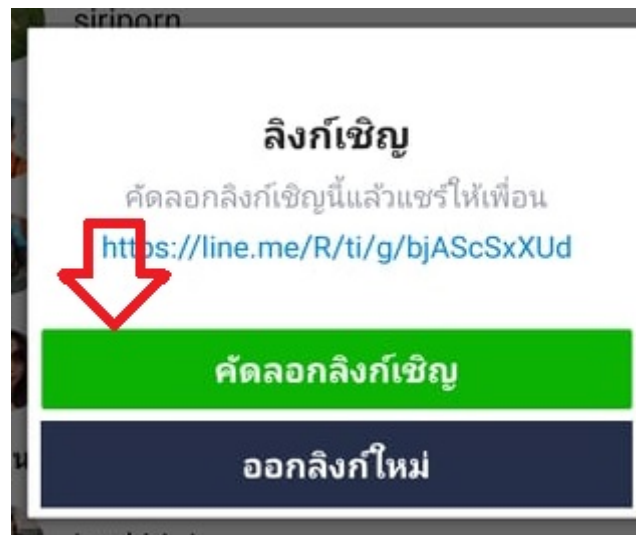 siriporn
ลิงก์เชิญ
คัดลอกลิงก์เชิญนี้แล้วแชร์ให้เพื่อน
https://line.me/R/ti/g/bjAScSxXUd
คัดลอกลิงก์เชิญ
ออกลิงก์ใหม่